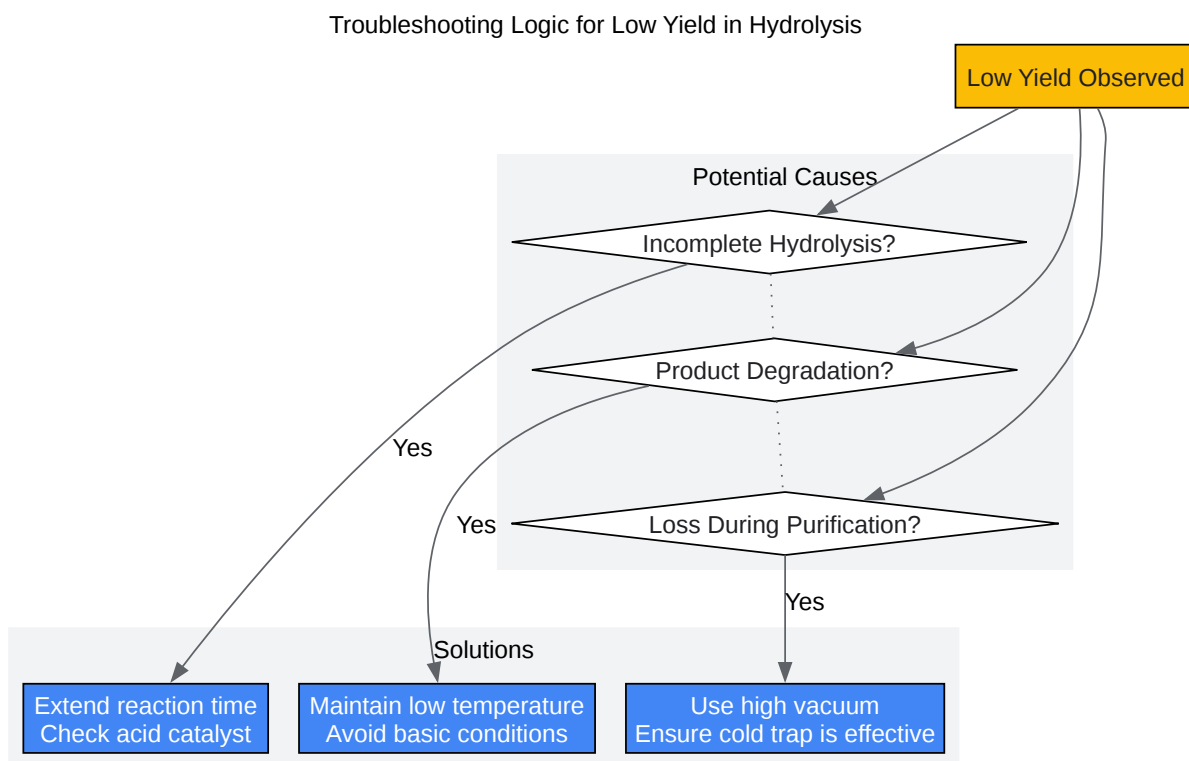 Troubleshooting Logic for Low Yield in Hydrolysis
Low Yield Observed
Potential Causes
Incomplete Hydrolysis?
Product Degradation?
Yes
Loss During Purification?
Yes
Yes
Solutions
Extend reaction time
Check acid catalyst
Maintain low temperature
Avoid basic conditions
Use high vacuum
Ensure cold trap is effective